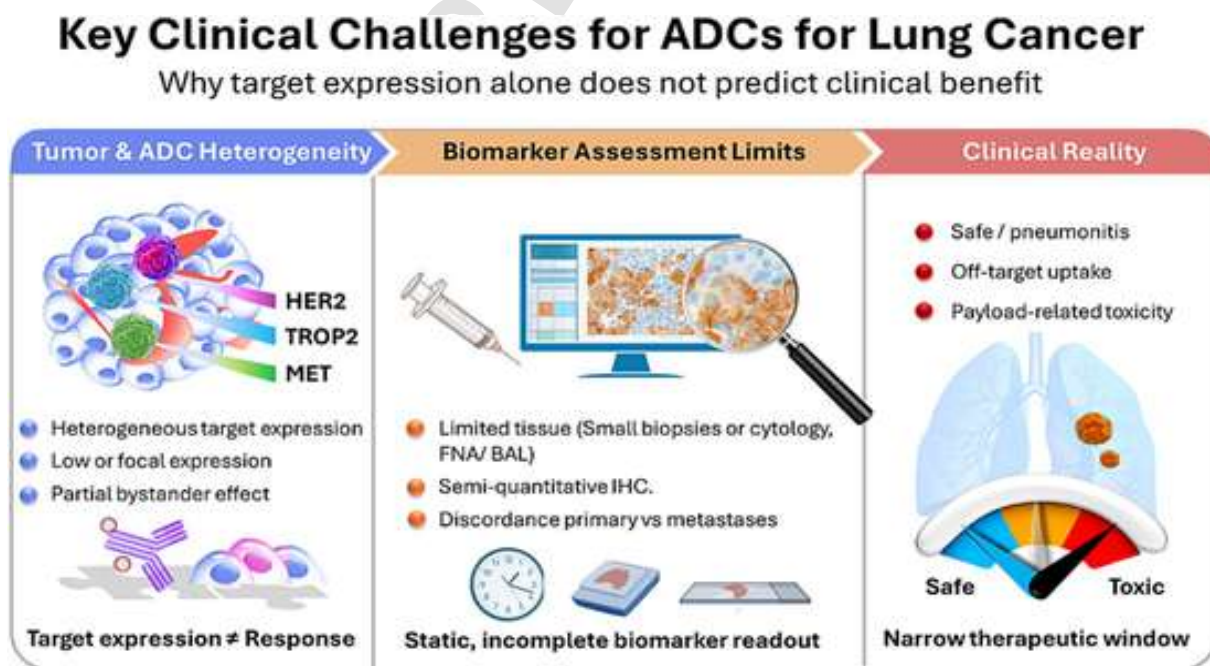 Key Clinical Challenges for ADCs for Lung Cancer
Why target expression alone does not predict clinical benefit
Tumor & ADC Heterogeneity
HER2
TROP2
MET
Heterogeneous target expression
Low or focal expression
Partial bystander effect
Target expression ≠ Response
Biomarker Assessment Limits
Limited tissue (Small biopsies or cytology,
FNA/ BAL)
Semi-quantitative IHC.
Discordance primary vs metastases
Static, incomplete biomarker readout
Clinical Reality
Safe / pneumonitis
Off-target uptake
Payload-related toxicity
Safe
Toxic
Narrow therapeutic window